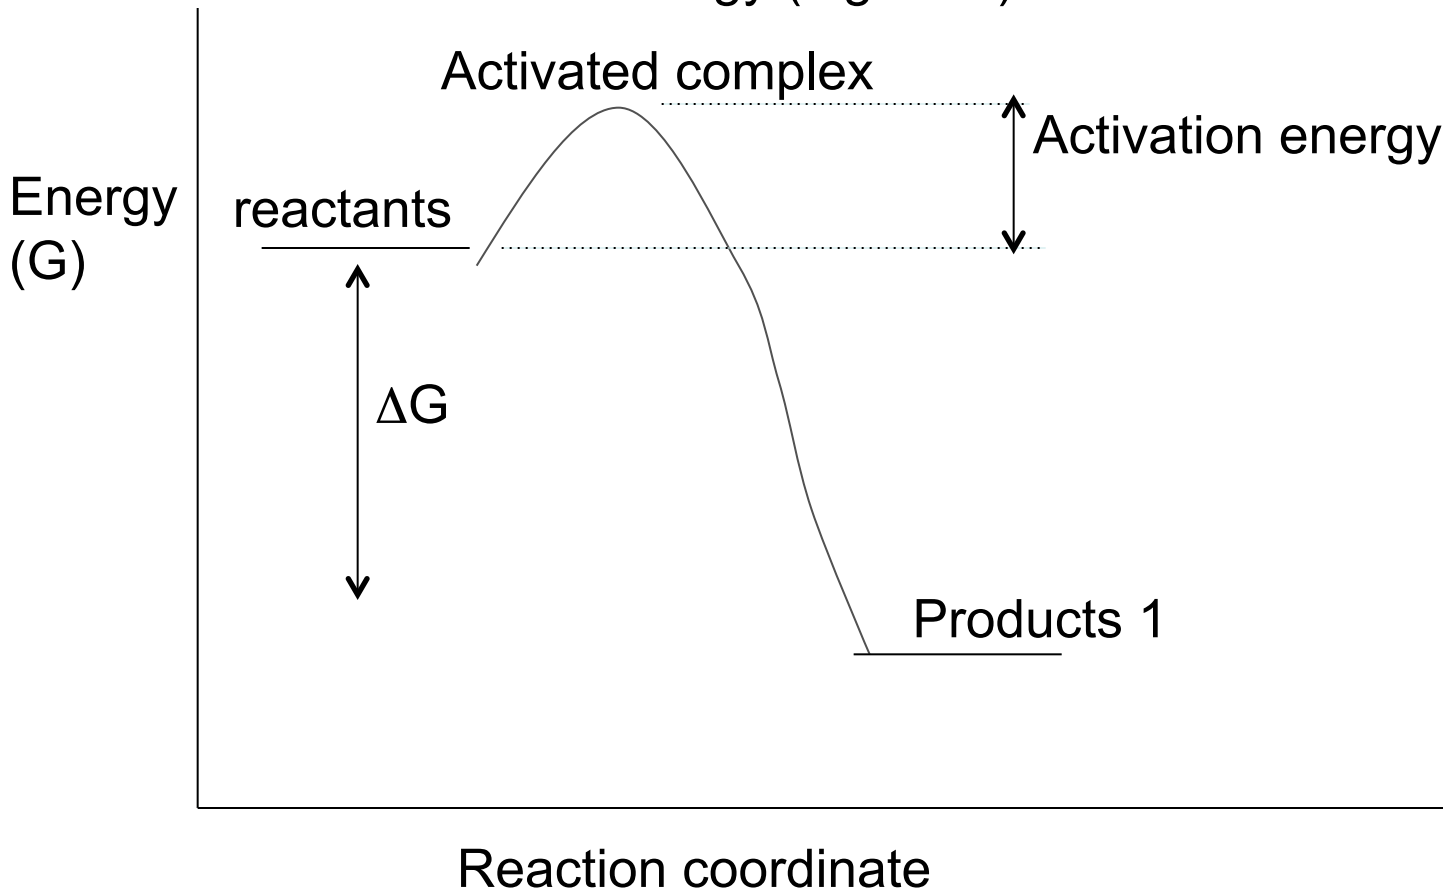 Activated complex
Activation energy
Energy
(G)
reactants
ΔG
Products 1
Reaction coordinate